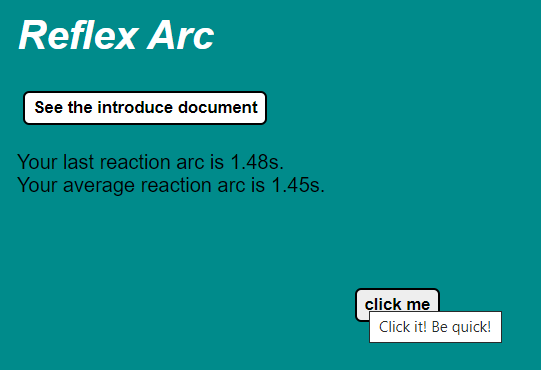 Reflex Arc
See the introduce document
Your last reaction arc is 1.48s.
Your average reaction arc is 1.45s.
click me
Click it! Be quick!